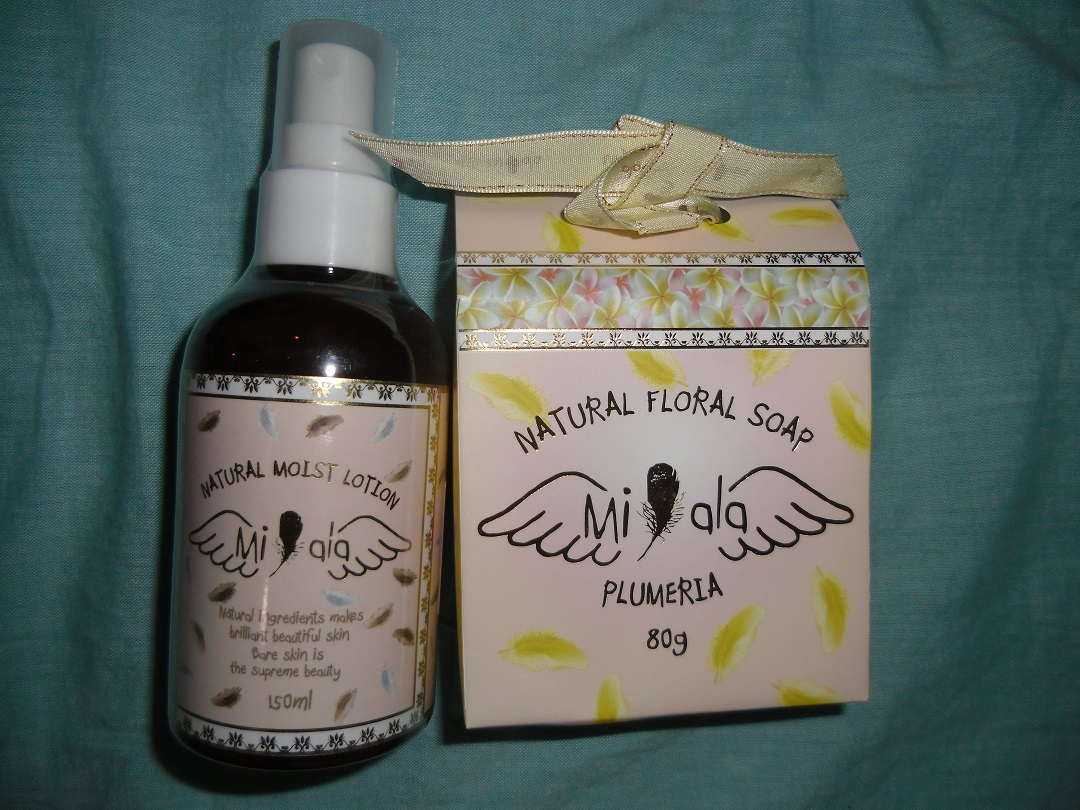 NATURAL MOIST LOTION
Mi ala
Natural ingredients makes
brilliant beautiful skin
Bare skin is
the supreme beauty
150ml
NATURAL FLORAL SOAP
Mi ala
PLUMERIA
80g